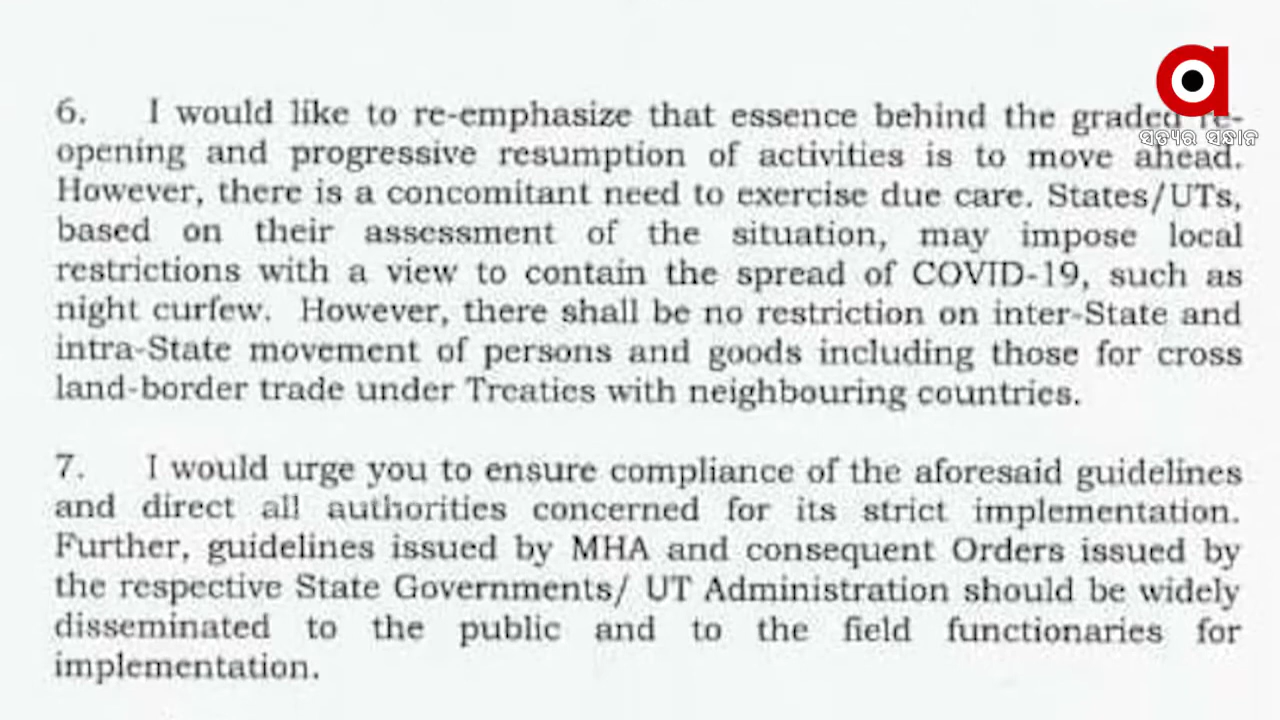 6. I would like to re-emphasize that essence behind the graded re-
opening and progressive resumption of activities is to move ahead.
However, there is a concomitant need to exercise due care. States/UTs,
based on their assessment of the situation, may impose local
restrictions with a view to contain the spread of COVID-19, such as
night curfew. However, there shall be no restriction on inter-State and
intra-State movement of persons and goods including those for cross
land-border trade under Treaties with neighbouring countries.
7. I would urge you to ensure compliance of the aforesaid guidelines
and direct all authorities concerned for its strict implementation.
Further, guidelines issued by MHA and consequent Orders issued by
the respective State Governments/ UT Administration should be widely
disseminated to the public and to the field functionaries for
implementation.
a
ସତ୍ୟର ସନ୍ଧାନ